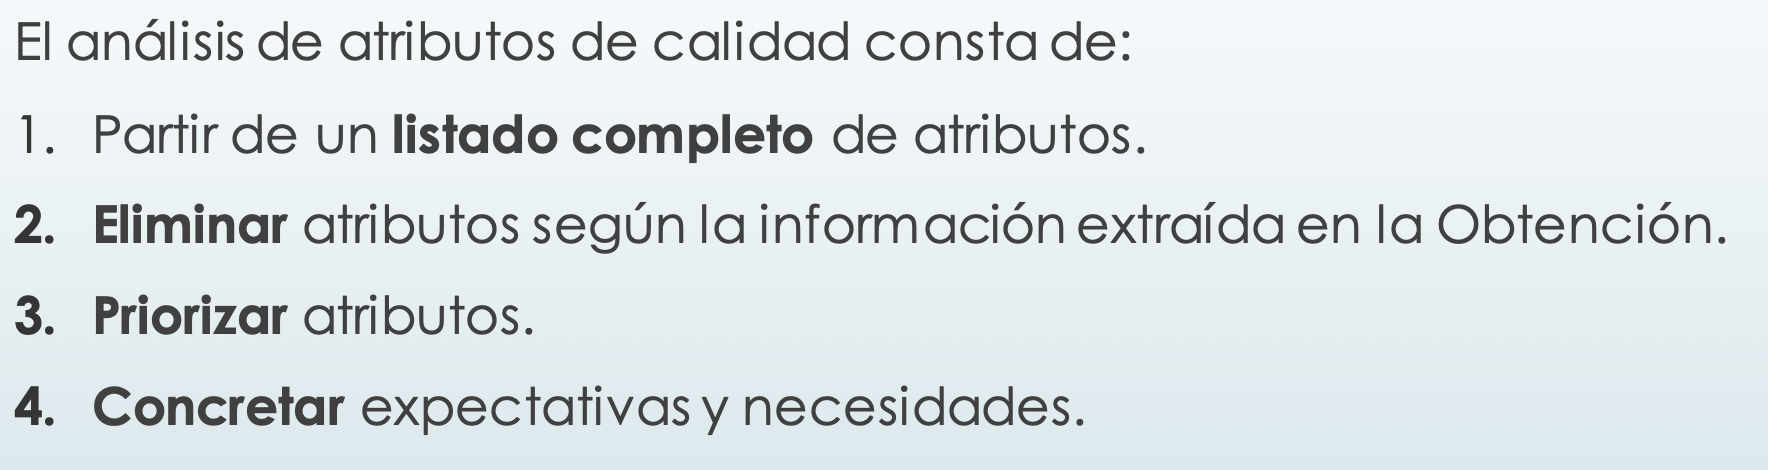 El análisis de atributos de calidad consta de:
1. Partir de un listado completo de atributos.
2. Eliminar atributos según la información extraída en la Obtención.
3. Priorizar atributos.
4. Concretar expectativas y necesidades.